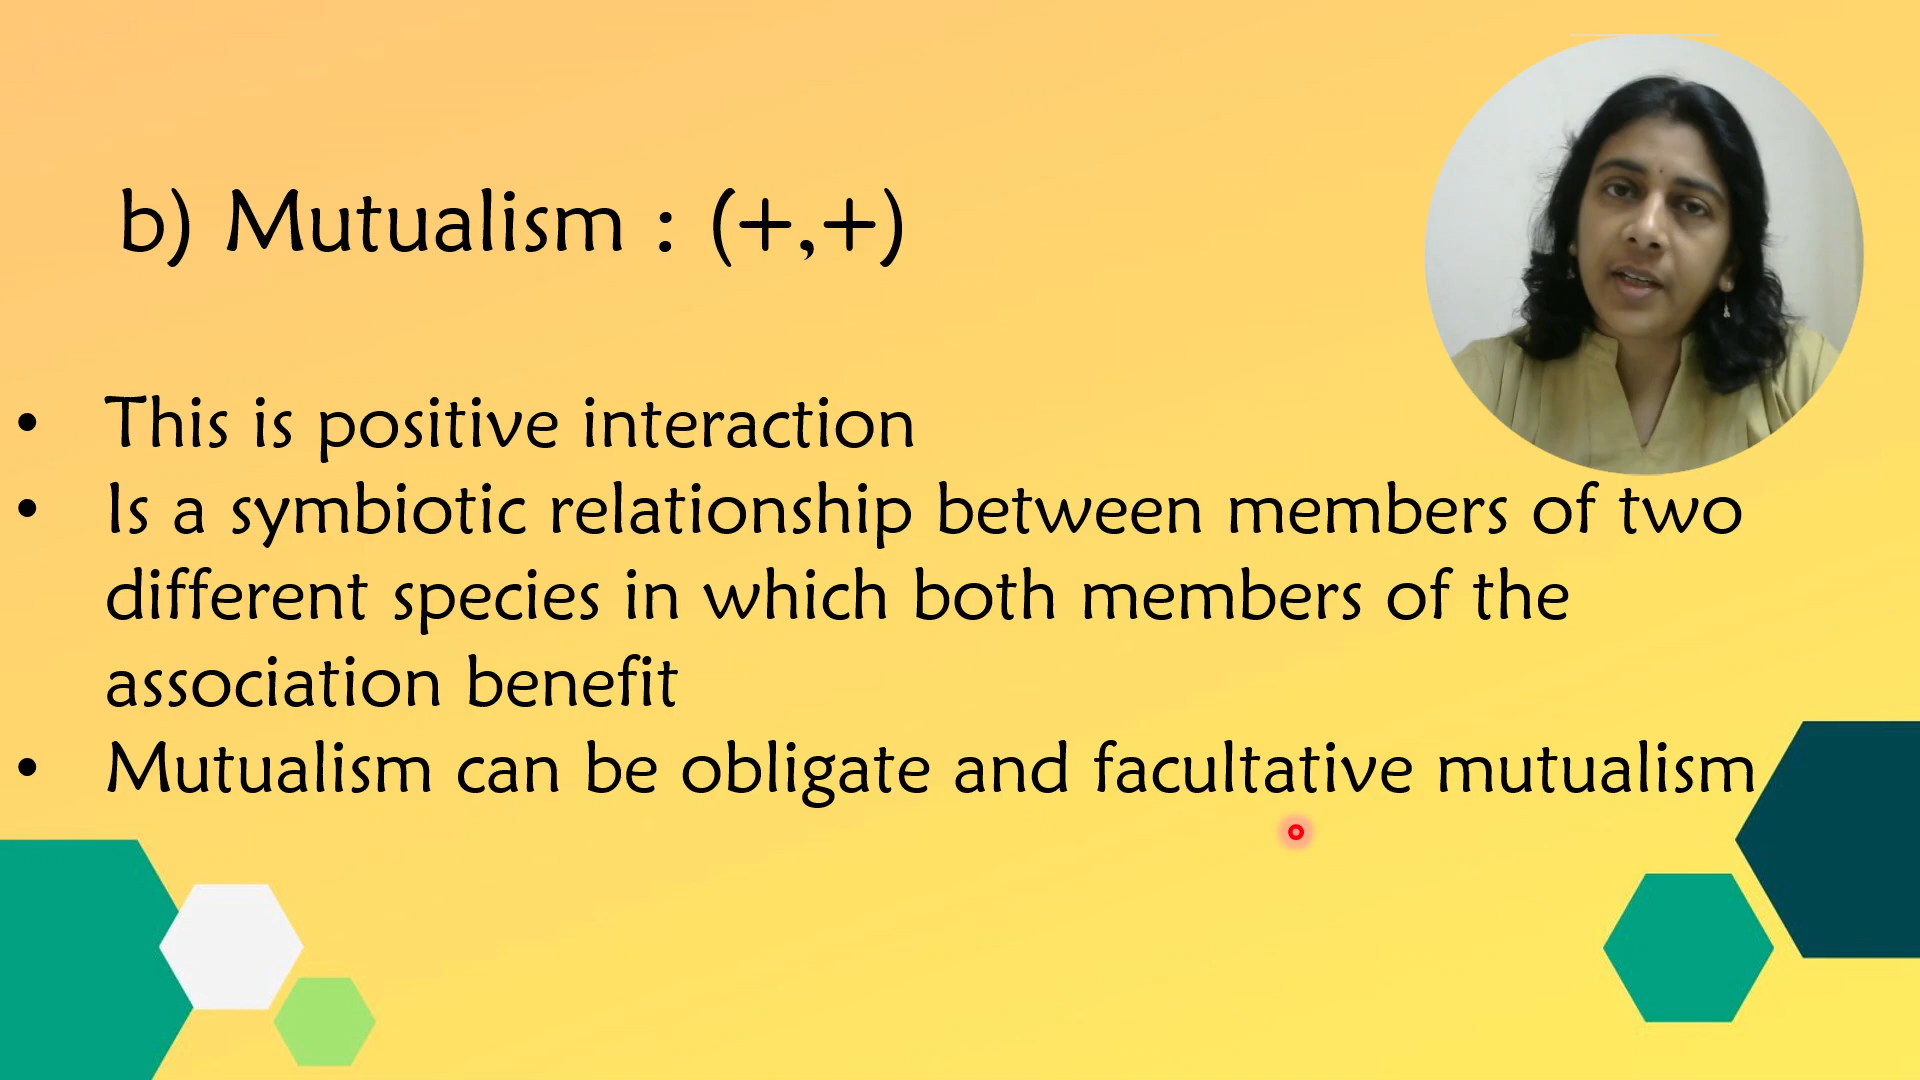 b) Mutualism : (+,+)
• This is positive interaction
• Is a symbiotic relationship between members of two
different species in which both members of the
association benefit
• Mutualism can be obligate and facultative mutualism